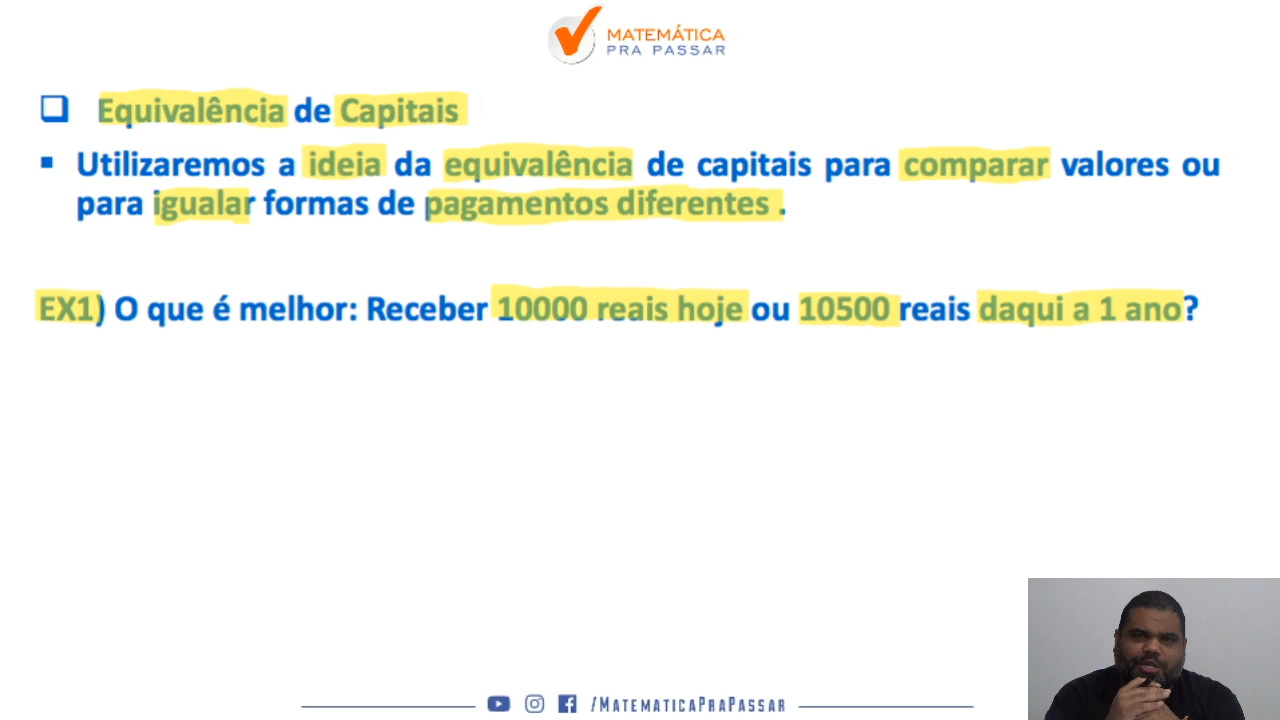 MATEMÁTICA
PRA PASSAR
Equivalência de Capitais
Utilizaremos a ideia da equivalência de capitais para comparar valores ou
para igualar formas de pagamentos diferentes .
EX1) O que é melhor: Receber 10000 reais hoje ou 10500 reais daqui a 1 ano?
/MATEMATICAPRAPASSAR